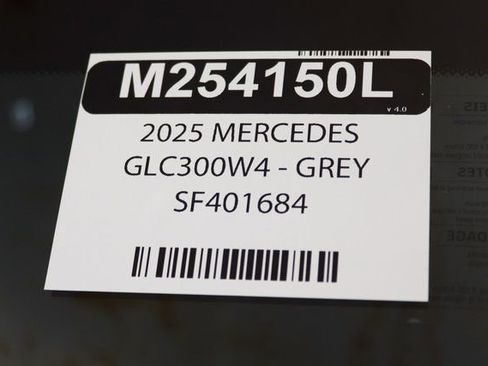 M254150L
v 4.0
2025 MERCEDES
GLC300W4 - GREY
SF401684